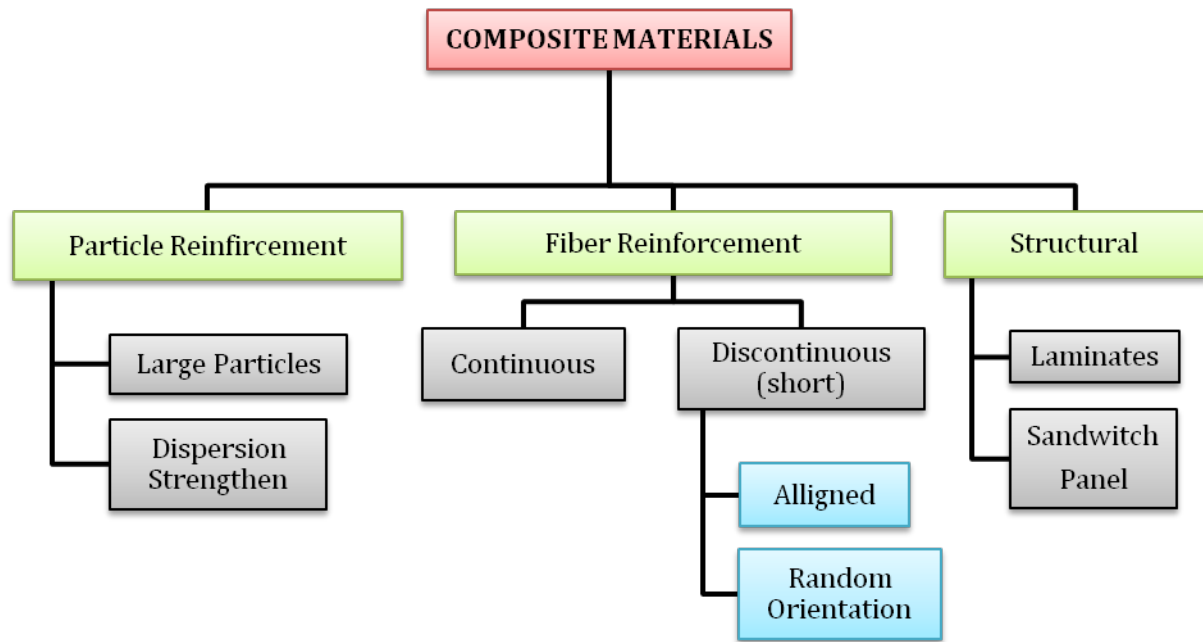 COMPOSITE MATERIALS
Particle Reinfircement
Fiber Reinforcement
Structural
Large Particles
Dispersion
Strengthen
Continuous
Discontinuous
(short)
Alligned
Random
Orientation
Laminates
Sandwitch
Panel